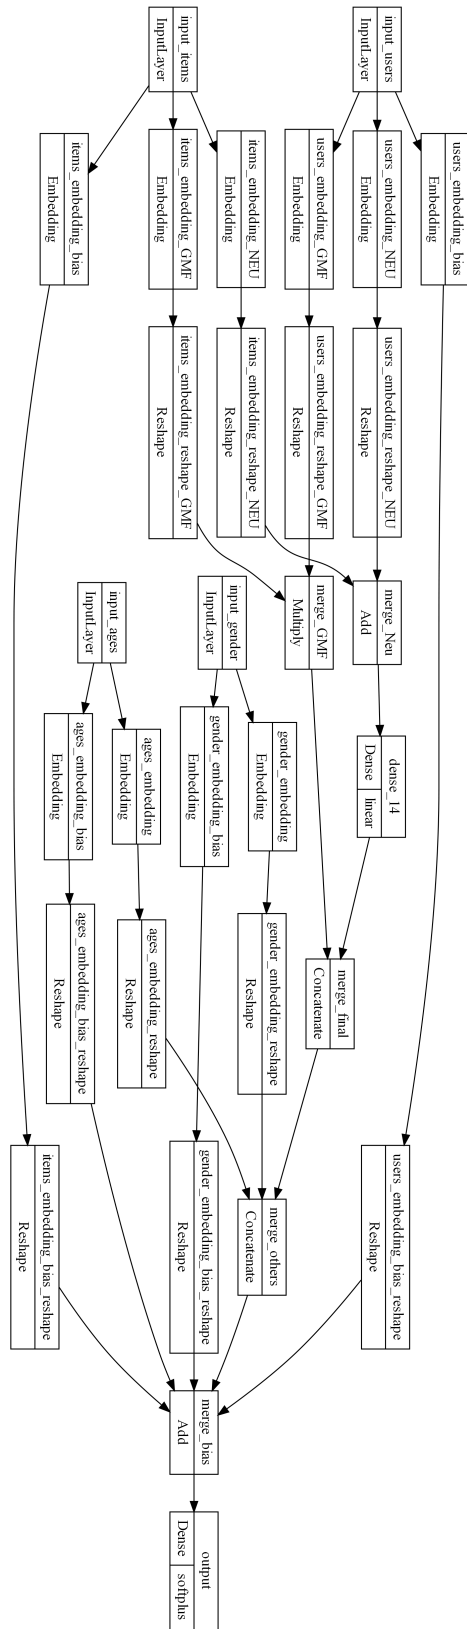 input_users
InputLayer
input_items
InputLayer
users_embedding_bias
Embedding
users_embedding_NEU
Embedding
users_embedding_GMF
Embedding
items_embedding_NEU
Embedding
items_embedding_GMF
Embedding
items_embedding_bias
Embedding
users_embedding_reshape_NEU
Reshape
users_embedding_reshape_GMF
Reshape
items_embedding_reshape_NEU
Reshape
items_embedding_reshape_GMF
Reshape
merge_Neu
Add
merge_GMF
Multiply
input_gender
InputLayer
input_ages
InputLayer
dense_14
Dense linear
gender_embedding
Embedding
gender_embedding_bias
Embedding
ages_embedding
Embedding
ages_embedding_bias
Embedding
merge_final
Concatenate
gender_embedding_reshape
Reshape
ages_embedding_reshape
Reshape
ages_embedding_bias_reshape
Reshape
users_embedding_bias_reshape
Reshape
merge_others
Concatenate
gender_embedding_bias_reshape
Reshape
items_embedding_bias_reshape
Reshape
merge_bias
Add
output
Dense softplus